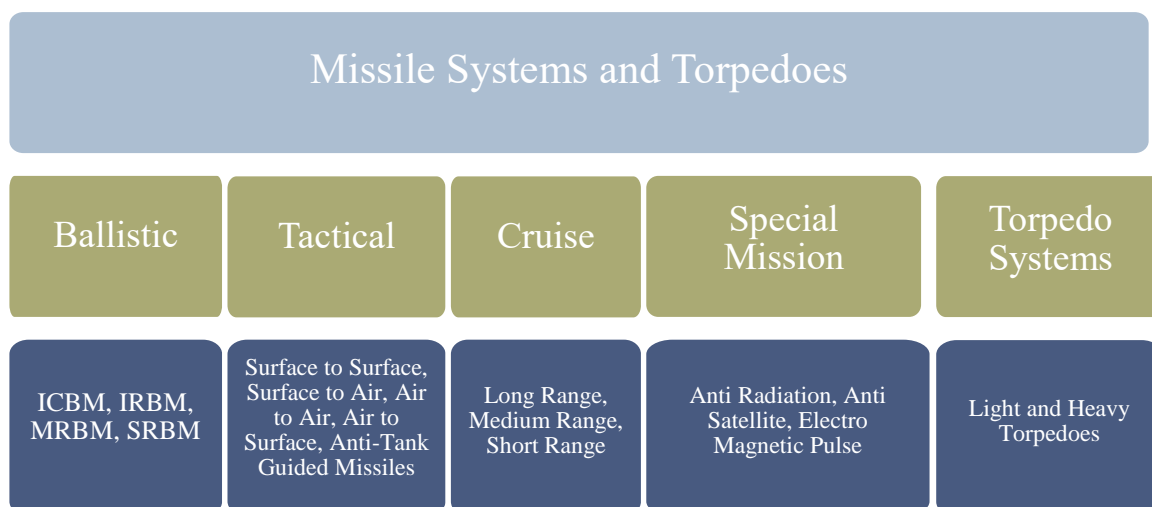 Missile Systems and Torpedoes
Ballistic
Tactical
Cruise
Special
Mission
Torpedo
Systems
ICBM, IRBM,
MRBM, SRBM
Surface to Surface,
Surface to Air, Air
to Air, Air to
Surface, Anti-Tank
Guided Missiles
Long Range,
Medium Range,
Short Range
Anti Radiation, Anti
Satellite, Electro
Magnetic Pulse
Light and Heavy
Torpedoes